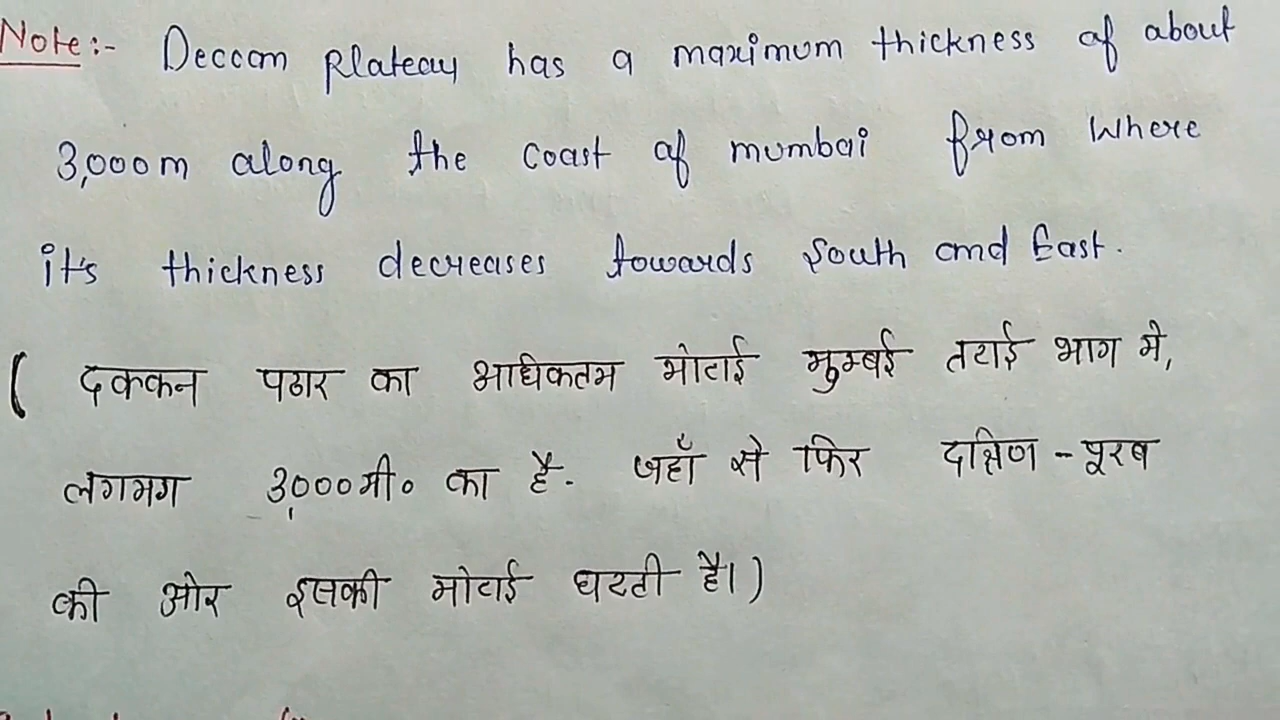 Note:- Deccan Plateau has a maximum thickness of about
3,000m along the coast of mumbai from where
it's thickness decreases towards South and East.
( दक्कन पठार का अधिकतम मोटाई मुम्बई तटाई भाग मे,
लगभग 3,000मी० का है. जहाँ से फिर दक्षिण - पूरब
की ओर इसकी मोटाई घटती है।)